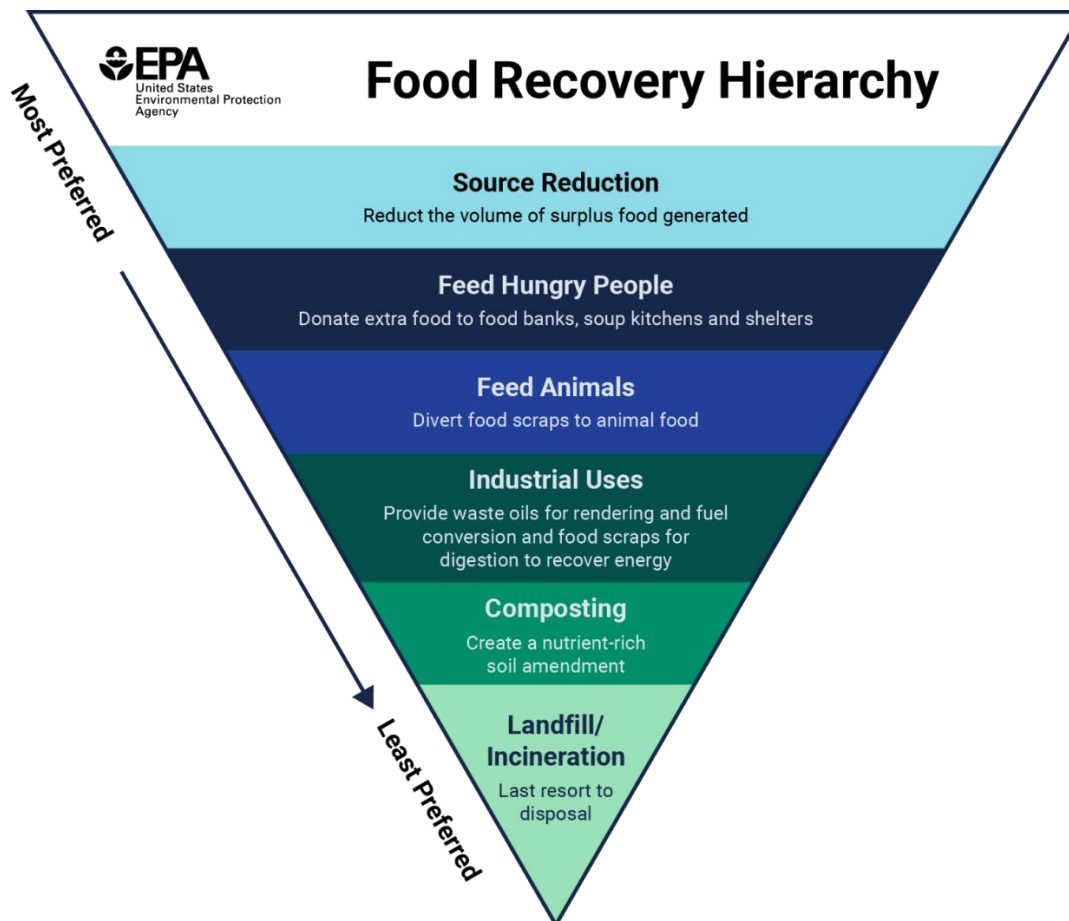 EPA
United States
Environmental Protection
Agency
Food Recovery Hierarchy
Most Preferred
Source Reduction
Reduct the volume of surplus food generated
Feed Hungry People
Donate extra food to food banks, soup kitchens and shelters
Feed Animals
Divert food scraps to animal food
Industrial Uses
Provide waste oils for rendering and fuel
conversion and food scraps for
digestion to recover energy
Composting
Create a nutrient-rich
soil amendment
Landfill/
Incineration
Last resort to
disposal
Least Preferred